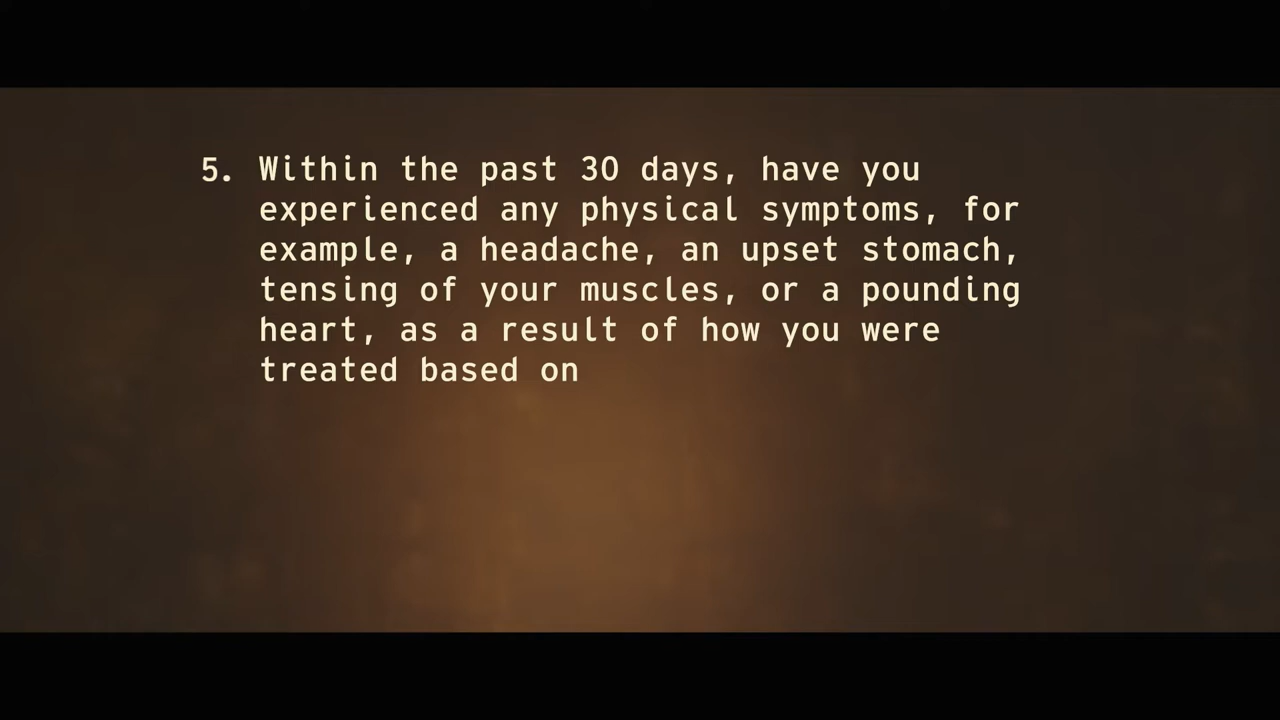 5. Within the past 30 days, have you
experienced any physical symptoms, for
example, a headache, an upset stomach,
tensing of your muscles, or a pounding
heart, as a result of how you were
treated based on